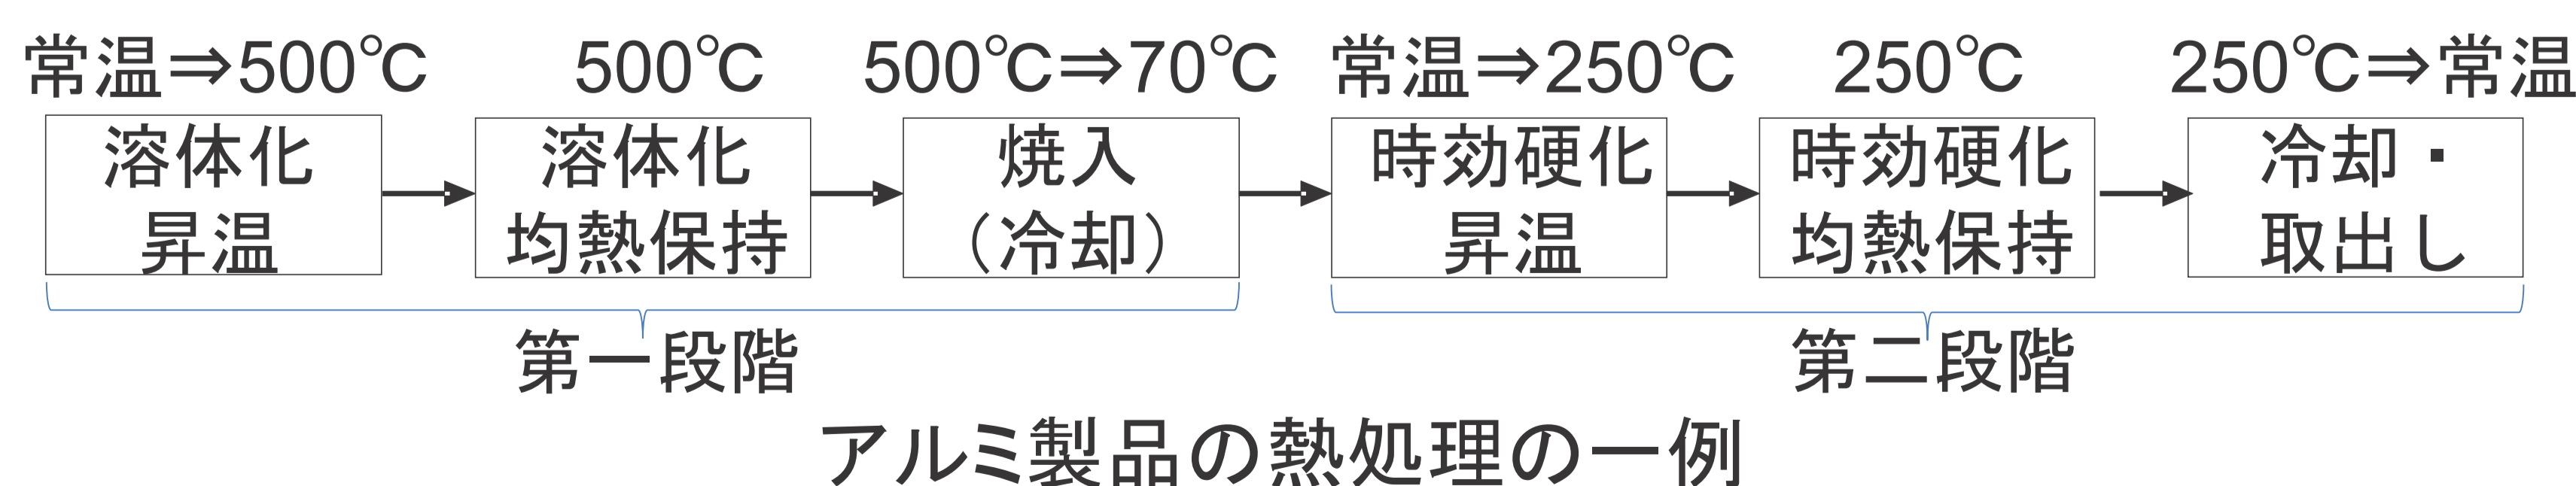 常温⇒500℃
500℃
500℃⇒70℃
常温⇒250℃
250℃
250℃⇒常温
溶体化
昇温
溶体化
均熱保持
焼入
（冷却）
時効硬化
昇温
時効硬化
均熱保持
冷却・
取出し
第一段階
第二段階
アルミ製品の熱処理の一例